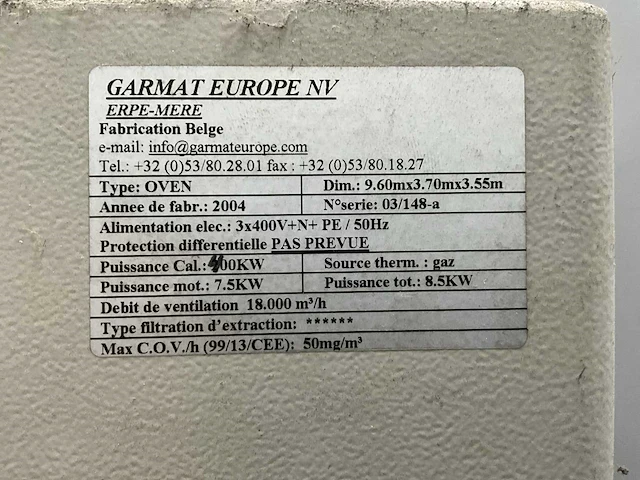 GARMAT EUROPE NV
ERPE-MERE
Fabrication Belge
e-mail: info@garmateurope.com
Tel.: +32 (0)53/80.28.01 fax : +32 (0)53/80.18.27
Type: OVEN Dim.: 9.60mx3.70mx3.55m
Annee de fabr.: 2004 N°serie: 03/148-a
Alimentation elec.: 3x400V+N+ PE / 50Hz
Protection differentielle PAS PREVUE
Puissance Cal.: 00KW Source therm. : gaz
Puissance mot.: 7.5KW Puissance tot.: 8.5KW
Debit de ventilation 18.000 m³/h
Type filtration d'extraction: ******
Max C.O.V./h (99/13/CEE): 50mg/m³